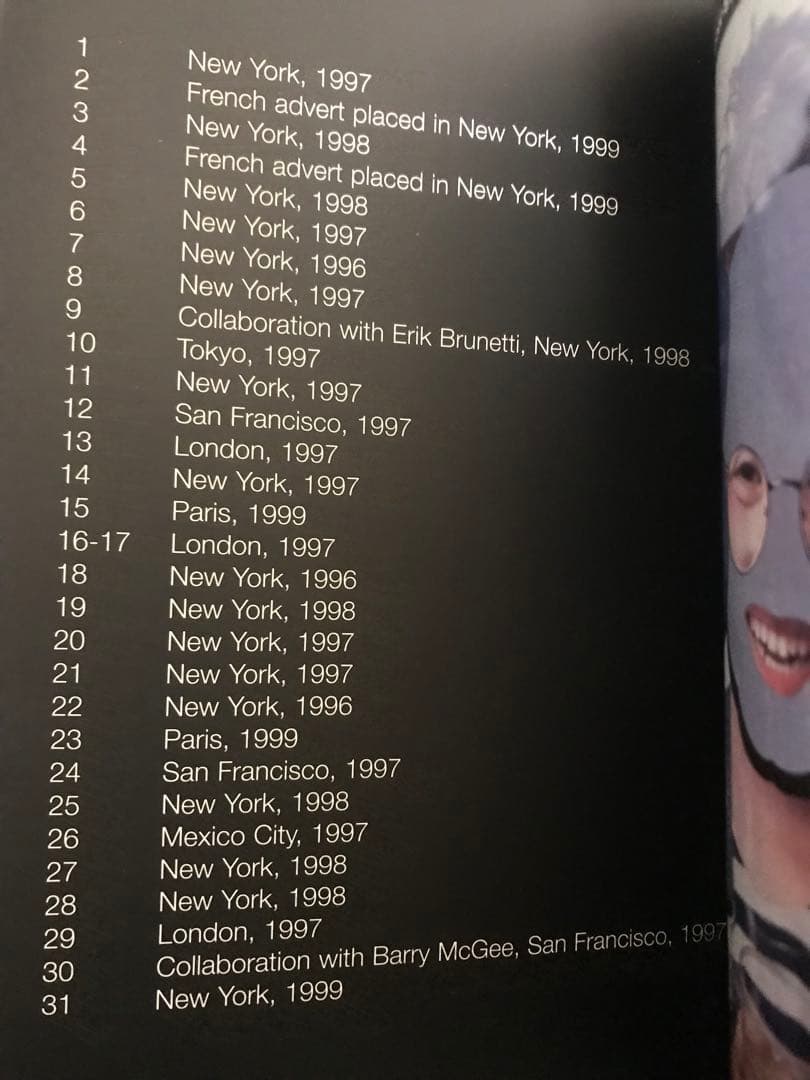 1 New York, 1997
2 French advert placed in New York, 1999
3 New York, 1998
4 French advert placed in New York, 1999
5 New York, 1998
6 New York, 1997
7 New York, 1996
8 New York, 1997
9 Collaboration with Erik Brunetti, New York, 1998
10 Tokyo, 1997
11 New York, 1997
12 San Francisco, 1997
13 London, 1997
14 New York, 1997
15 Paris, 1999
16-17 London, 1997
18 New York, 1996
19 New York, 1998
20 New York, 1997
21 New York, 1997
22 New York, 1996
23 Paris, 1999
24 San Francisco, 1997
25 New York, 1998
26 Mexico City, 1997
27 New York, 1998
28 New York, 1998
29 London, 1997
30 Collaboration with Barry McGee, San Francisco, 1997
31 New York, 1999